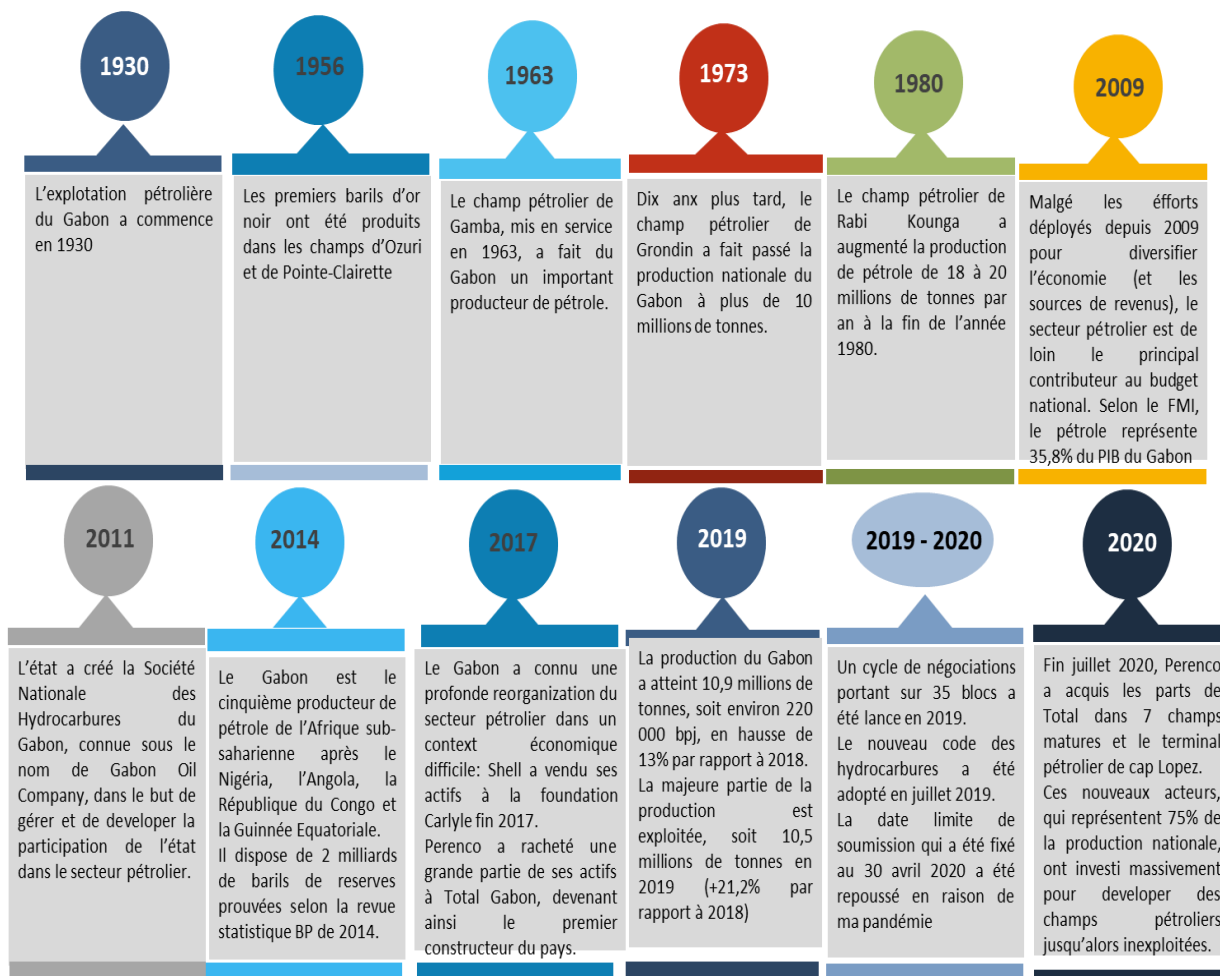 1930
L'explotation pétrolière
du Gabon a commence
en 1930
1956
Les premiers barils d'or
noir ont été produits
dans les champs d'Ozuri
et de Pointe-Clairette
1963
Le champ pétrolier de
Gamba, mis en service
en 1963, a fait du
Gabon un important
producteur de pétrole.
1973
Dix anx plus tard, le
champ pétrolier de
Grondin a fait passé la
production nationale du
Gabon à plus de 10
millions de tonnes.
1980
Le champ pétrolier de
Rabi Kounga a
augmenté la production
de pétrole de 18 à 20
millions de tonnes par
an à la fin de l'année
1980.
2009
Malgé les éfforts
déployés depuis 2009
pour diversifier
l'économie (et les
sources de revenus), le
secteur pétrolier est de
loin le principal
contributeur au budget
national. Selon le FMI,
le pétrole représente
35,8% du PIB du Gabon
2011
L'état a créé la Société
Nationale des
Hydrocarbures du
Gabon, connue sous le
nom de Gabon Oil
Company, dans le but de
gérer et de developer la
participation de l'état
dans le secteur pétrolier.
2014
Le Gabon est le
cinquième producteur de
pétrole de l'Afrique sub-
saharienne après le
Nigéria, l'Angola, la
République du Congo et
la Guinnée Equatoriale.
Il dispose de 2 milliards
de barils de reserves
prouvées selon la revue
statistique BP de 2014.
2017
Le Gabon a connu une
profonde reorganization du
secteur pétrolier dans un
context économique
difficile: Shell a vendu ses
actifs à la foundation
Carlyle fin 2017.
Perenco a racheté une
grande partie de ses actifs
à Total Gabon, devenant
ainsi le premier
constructeur du pays.
2019
La production du Gabon
a atteint 10,9 millions de
tonnes, soit environ 220
000 bpj, en hausse de
13% par rapport à 2018.
La majeure partie de la
production est
exploitée, soit 10,5
millions de tonnes en
2019 (+21,2% par
rapport à 2018)
2019 - 2020
Un cycle de négociations
portant sur 35 blocs a
été lance en 2019.
Le nouveau code des
hydrocarbures a été
adopté en juillet 2019.
La date limite de
soumission qui a été fixé
au 30 avril 2020 a été
repoussé en raison de
ma pandémie
2020
Fin juillet 2020, Perenco
a acquis les parts de
Total dans 7 champs
matures et le terminal
pétrolier de cap Lopez.
Ces nouveaux acteurs,
qui représentent 75% de
la production nationale,
ont investi massivement
pour developer des
champs pétroliers
jusqu'alors inexploitées.